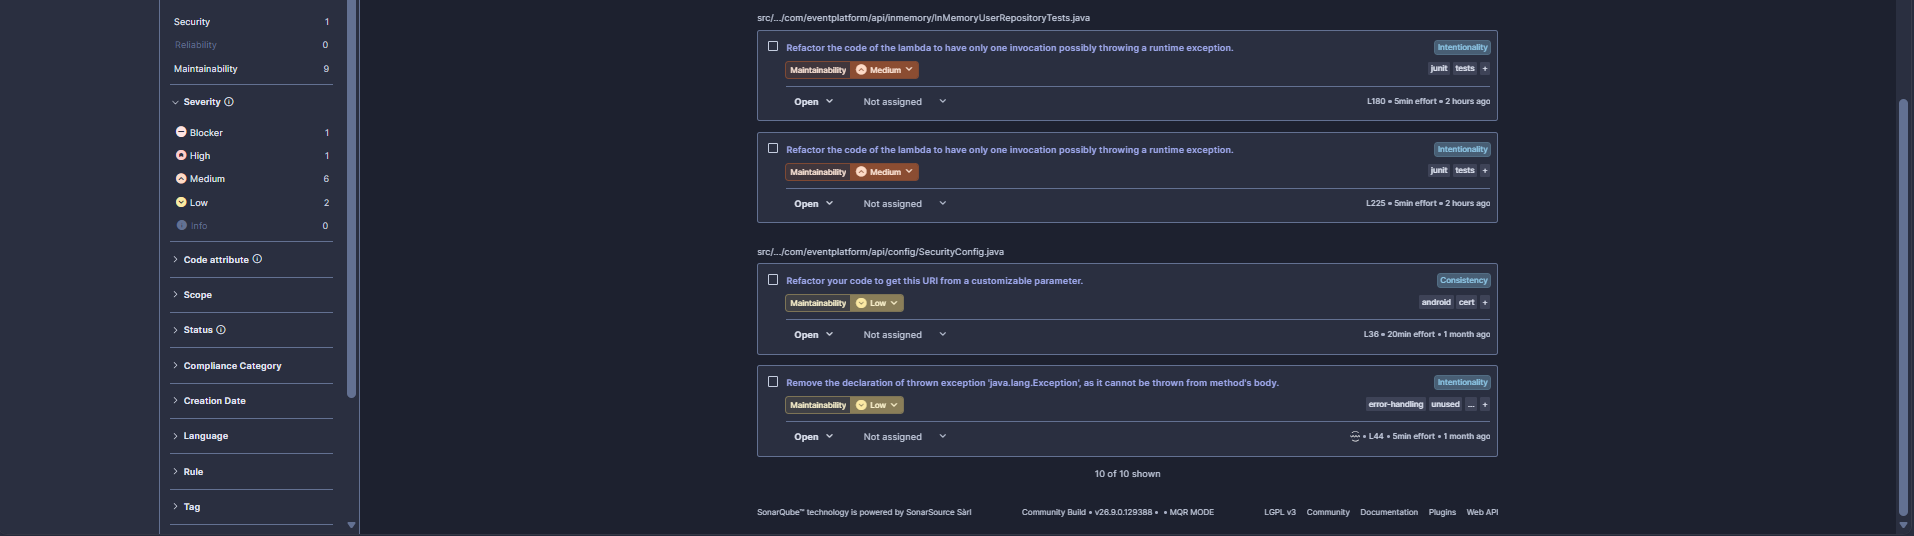 Security 1
Reliability 0
Maintainability 9
Severity
Blocker 1
High 1
Medium 6
Low 2
Info 0
Code attribute
Scope
Status
Compliance Category
Creation Date
Language
Rule
Tag
src/.../com/eventplatform/api/inmemory/InMemoryUserRepositoryTests.java
Refactor the code of the lambda to have only one invocation possibly throwing a runtime exception. Intentionality
Maintainability Medium junit tests +
Open Not assigned L180 • 5min effort • 2 hours ago
Refactor the code of the lambda to have only one invocation possibly throwing a runtime exception. Intentionality
Maintainability Medium junit tests +
Open Not assigned L225 • 5min effort • 2 hours ago
src/.../com/eventplatform/api/config/SecurityConfig.java
Refactor your code to get this URI from a customizable parameter. Consistency
Maintainability Low android cert +
Open Not assigned L36 • 20min effort • 1 month ago
Remove the declaration of thrown exception 'java.lang.Exception', as it cannot be thrown from method's body. Intentionality
Maintainability Low error-handling unused ... +
Open Not assigned • L44 • 5min effort • 1 month ago
10 of 10 shown
SonarQube™ technology is powered by SonarSource Sàrl Community Build • v26.9.0.129388 • • MQR MODE LGPL v3 Community Documentation Plugins Web API